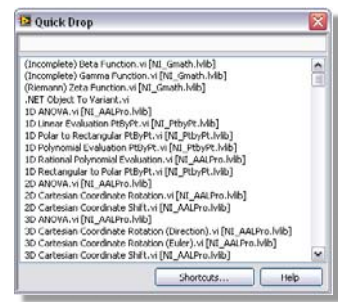 Quick Drop
(Incomplete) Beta Function.vi [NI_Gmath.lvlib]
(Incomplete) Gamma Function.vi [NI_Gmath.lvlib]
(Riemann) Zeta Function.vi [NI_Gmath.lvlib]
.NET Object To Variant.vi
1D ANOVA.vi [NI_AALPro.lvlib]
1D Linear Evaluation PtByPt.vi [NI_PtbyPt.lvlib]
1D Polar to Rectangular PtByPt.vi [NI_PtbyPt.lvlib]
1D Polynomial Evaluation PtByPt.vi [NI_PtbyPt.lvlib]
1D Rational Polynomial Evaluation.vi [NI_AALPro.lvlib]
1D Rectangular to Polar PtByPt.vi [NI_PtbyPt.lvlib]
2D ANOVA.vi [NI_AALPro.lvlib]
2D Cartesian Coordinate Rotation.vi [NI_AALPro.lvlib]
2D Cartesian Coordinate Shift.vi [NI_AALPro.lvlib]
3D ANOVA.vi [NI_AALPro.lvlib]
3D Cartesian Coordinate Rotation (Direction).vi [NI_AALPro.lvlib]
3D Cartesian Coordinate Rotation (Euler).vi [NI_AALPro.lvlib]
3D Cartesian Coordinate Shift.vi [NI_AALPro.lvlib]
Shortcuts... Help